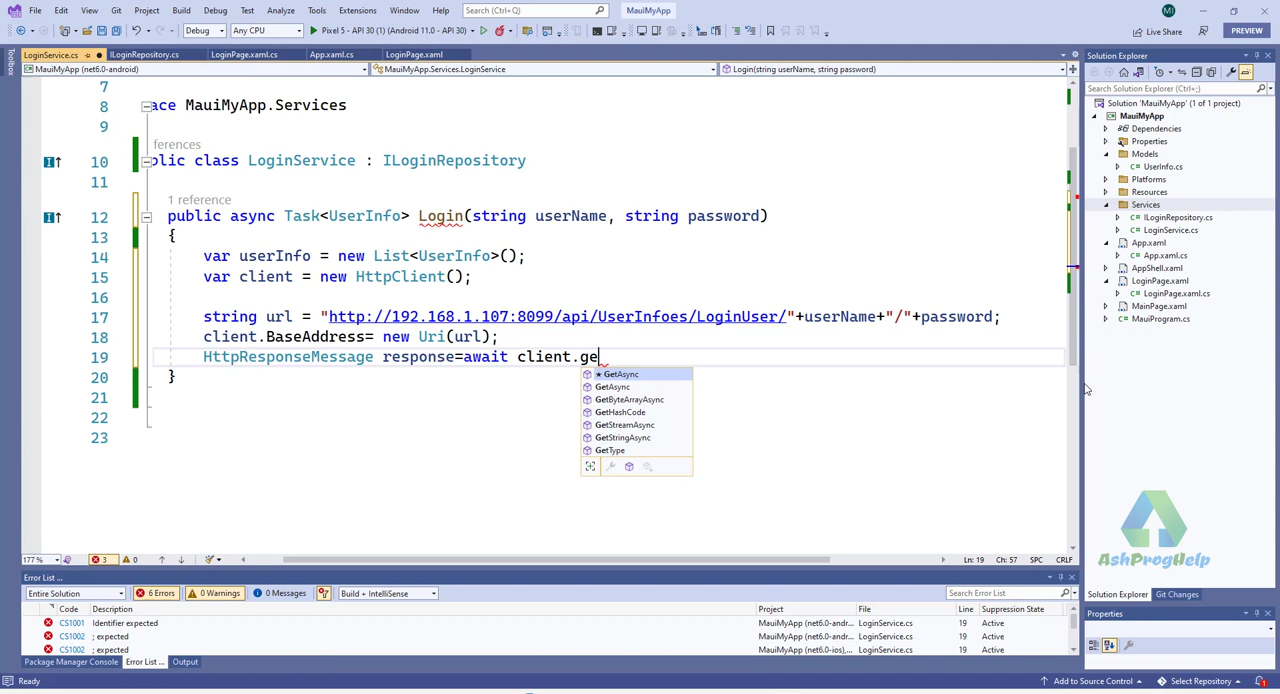 File Edit View Git Project Build Debug Test Analyze Tools Extensions Window Help Search (Ctrl+Q) MauiMyApp MI
Debug Any CPU Pixel 5 - API 30 (Android 11.0 - API 30) Live Share PREVIEW
LoginService.cs ILoginRepository.cs LoginPage.xaml.cs App.xaml.cs LoginPage.xaml
MauiMyApp (net6.0-android) MauiMyApp.Services.LoginService Login(string userName, string password)
Toolbox
7
8 ace MauiMyApp.Services
9
ferences
10 blic class LoginService : ILoginRepository
11
1 reference
12 public async Task<UserInfo> Login(string userName, string password)
13 {
14 var userInfo = new List<UserInfo>();
15 var client = new HttpClient();
16
17 string url = "http://192.168.1.107:8099/api/UserInfoes/LoginUser/"+userName+"/"+password;
18 client.BaseAddress= new Uri(url);
19 HttpResponseMessage response=await client.ge
20 }
21
22
23
★ GetAsync
GetAsync
GetByteArrayAsync
GetHashCode
GetStreamAsync
GetStringAsync
GetType
177 % 3 0 Ln: 19 Ch: 57 SPC CRLF
Error List ...
Entire Solution 6 Errors 0 Warnings 0 Messages Build + IntelliSense Search Error List
Code Description Project File Line Suppression State
CS1001 Identifier expected MauiMyApp (net6.0-andr... LoginService.cs 19 Active
CS1002 ; expected MauiMyApp (net6.0-andr... LoginService.cs 19 Active
CS1002 ; expected MauiMyApp (net6.0-ios),... LoginService.cs 19 Active
Package Manager Console Error List ... Output
Solution Explorer
Search Solution Explorer (Ctrl+;)
Solution 'MauiMyApp' (1 of 1 project)
MauiMyApp
Dependencies
Properties
Models
UserInfo.cs
Platforms
Resources
Services
ILoginRepository.cs
LoginService.cs
App.xaml
App.xaml.cs
AppShell.xaml
LoginPage.xaml
LoginPage.xaml.cs
MainPage.xaml
MauiProgram.cs
AshProgHelp
Solution Explorer Git Changes
Properties
Ready Add to Source Control Select Repository 1